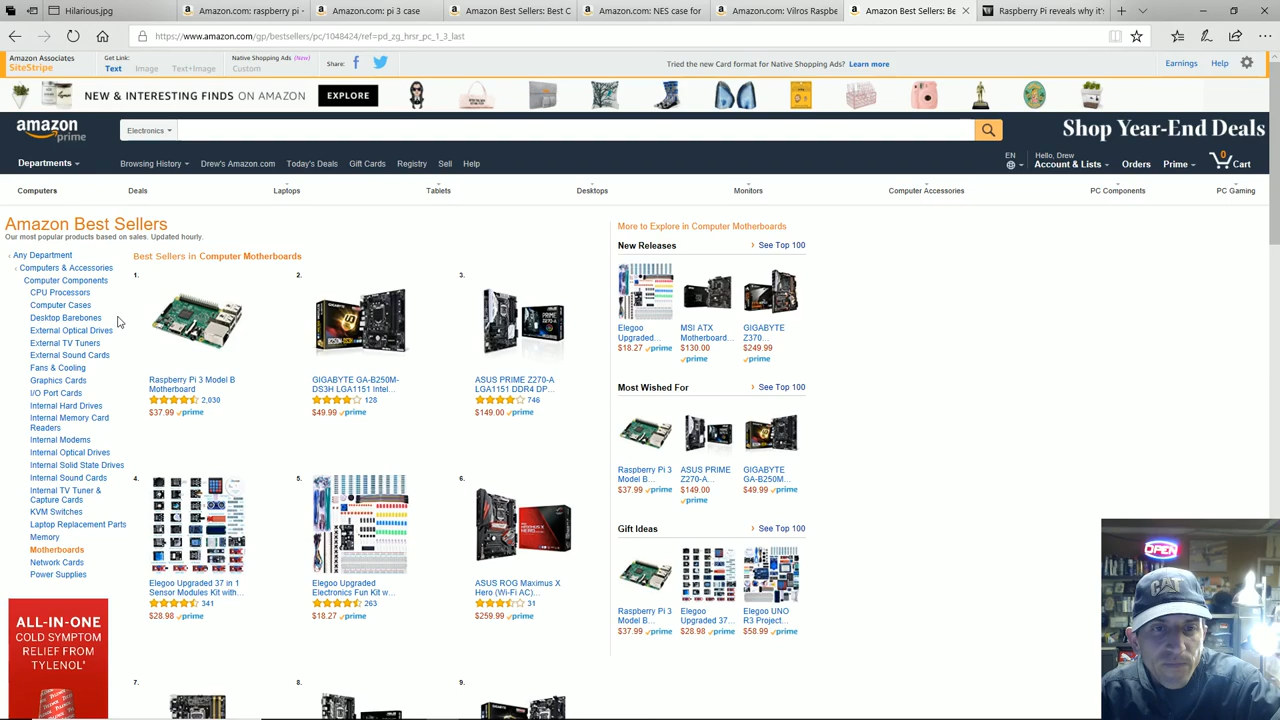 Hilarious.jpg
Amazon.com: raspberry pi -
Amazon.com: pi 3 case
Amazon Best Sellers: Best C
Amazon.com: NES case for
Amazon.com: Vilros Raspbe
Amazon Best Sellers: Be
Raspberry Pi reveals why it'
https://www.amazon.com/gp/bestsellers/pc/1048424/ref=pd_zg_hrsr_pc_1_3_last
Amazon Associates
SiteStripe
Get Link:
Text Image Text+Image
Native Shopping Ads (New)
Custom
Share:
Tried the new Card format for Native Shopping Ads? Learn more
Earnings Help
NEW & INTERESTING FINDS ON AMAZON EXPLORE
amazon
prime
Electronics
Shop Year-End Deals
Departments
Browsing History Drew's Amazon.com Today's Deals Gift Cards Registry Sell Help
EN
Hello, Drew
Account & Lists Orders Prime
0
Cart
Computers Deals Laptops Tablets Desktops Monitors Computer Accessories PC Components PC Gaming
Amazon Best Sellers
Our most popular products based on sales. Updated hourly.
‹ Any Department
‹ Computers & Accessories
Computer Components
CPU Processors
Computer Cases
Desktop Barebones
External Optical Drives
External TV Tuners
External Sound Cards
Fans & Cooling
Graphics Cards
I/O Port Cards
Internal Hard Drives
Internal Memory Card
Readers
Internal Modems
Internal Optical Drives
Internal Solid State Drives
Internal Sound Cards
Internal TV Tuner &
Capture Cards
KVM Switches
Laptop Replacement Parts
Memory
Motherboards
Network Cards
Power Supplies
ALL-IN-ONE
COLD SYMPTOM
RELIEF FROM
TYLENOL®
Best Sellers in Computer Motherboards
1.
Raspberry Pi 3 Model B
Motherboard
2,030
$37.99 prime
2.
GIGABYTE GA-B250M-
DS3H LGA1151 Intel...
128
$49.99 prime
3.
ASUS PRIME Z270-A
LGA1151 DDR4 DP...
746
$149.00 prime
4.
Elegoo Upgraded 37 in 1
Sensor Modules Kit with...
341
$28.98 prime
5.
Elegoo Upgraded
Electronics Fun Kit w...
263
$18.27 prime
6.
ASUS ROG Maximus X
Hero (Wi-Fi AC)...
31
$259.99 prime
7.
8.
9.
More to Explore in Computer Motherboards
New Releases › See Top 100
Elegoo
Upgraded...
$18.27 prime
MSI ATX
Motherboard...
$130.00
prime
GIGABYTE
Z370...
$249.99
prime
Most Wished For › See Top 100
Raspberry Pi 3
Model B...
$37.99 prime
ASUS PRIME
Z270-A...
$149.00
prime
GIGABYTE
GA-B250M...
$49.99 prime
Gift Ideas › See Top 100
Raspberry Pi 3
Model B...
$37.99 prime
Elegoo
Upgraded 37...
$28.98 prime
Elegoo UNO
R3 Project...
$58.99 prime
OPEN